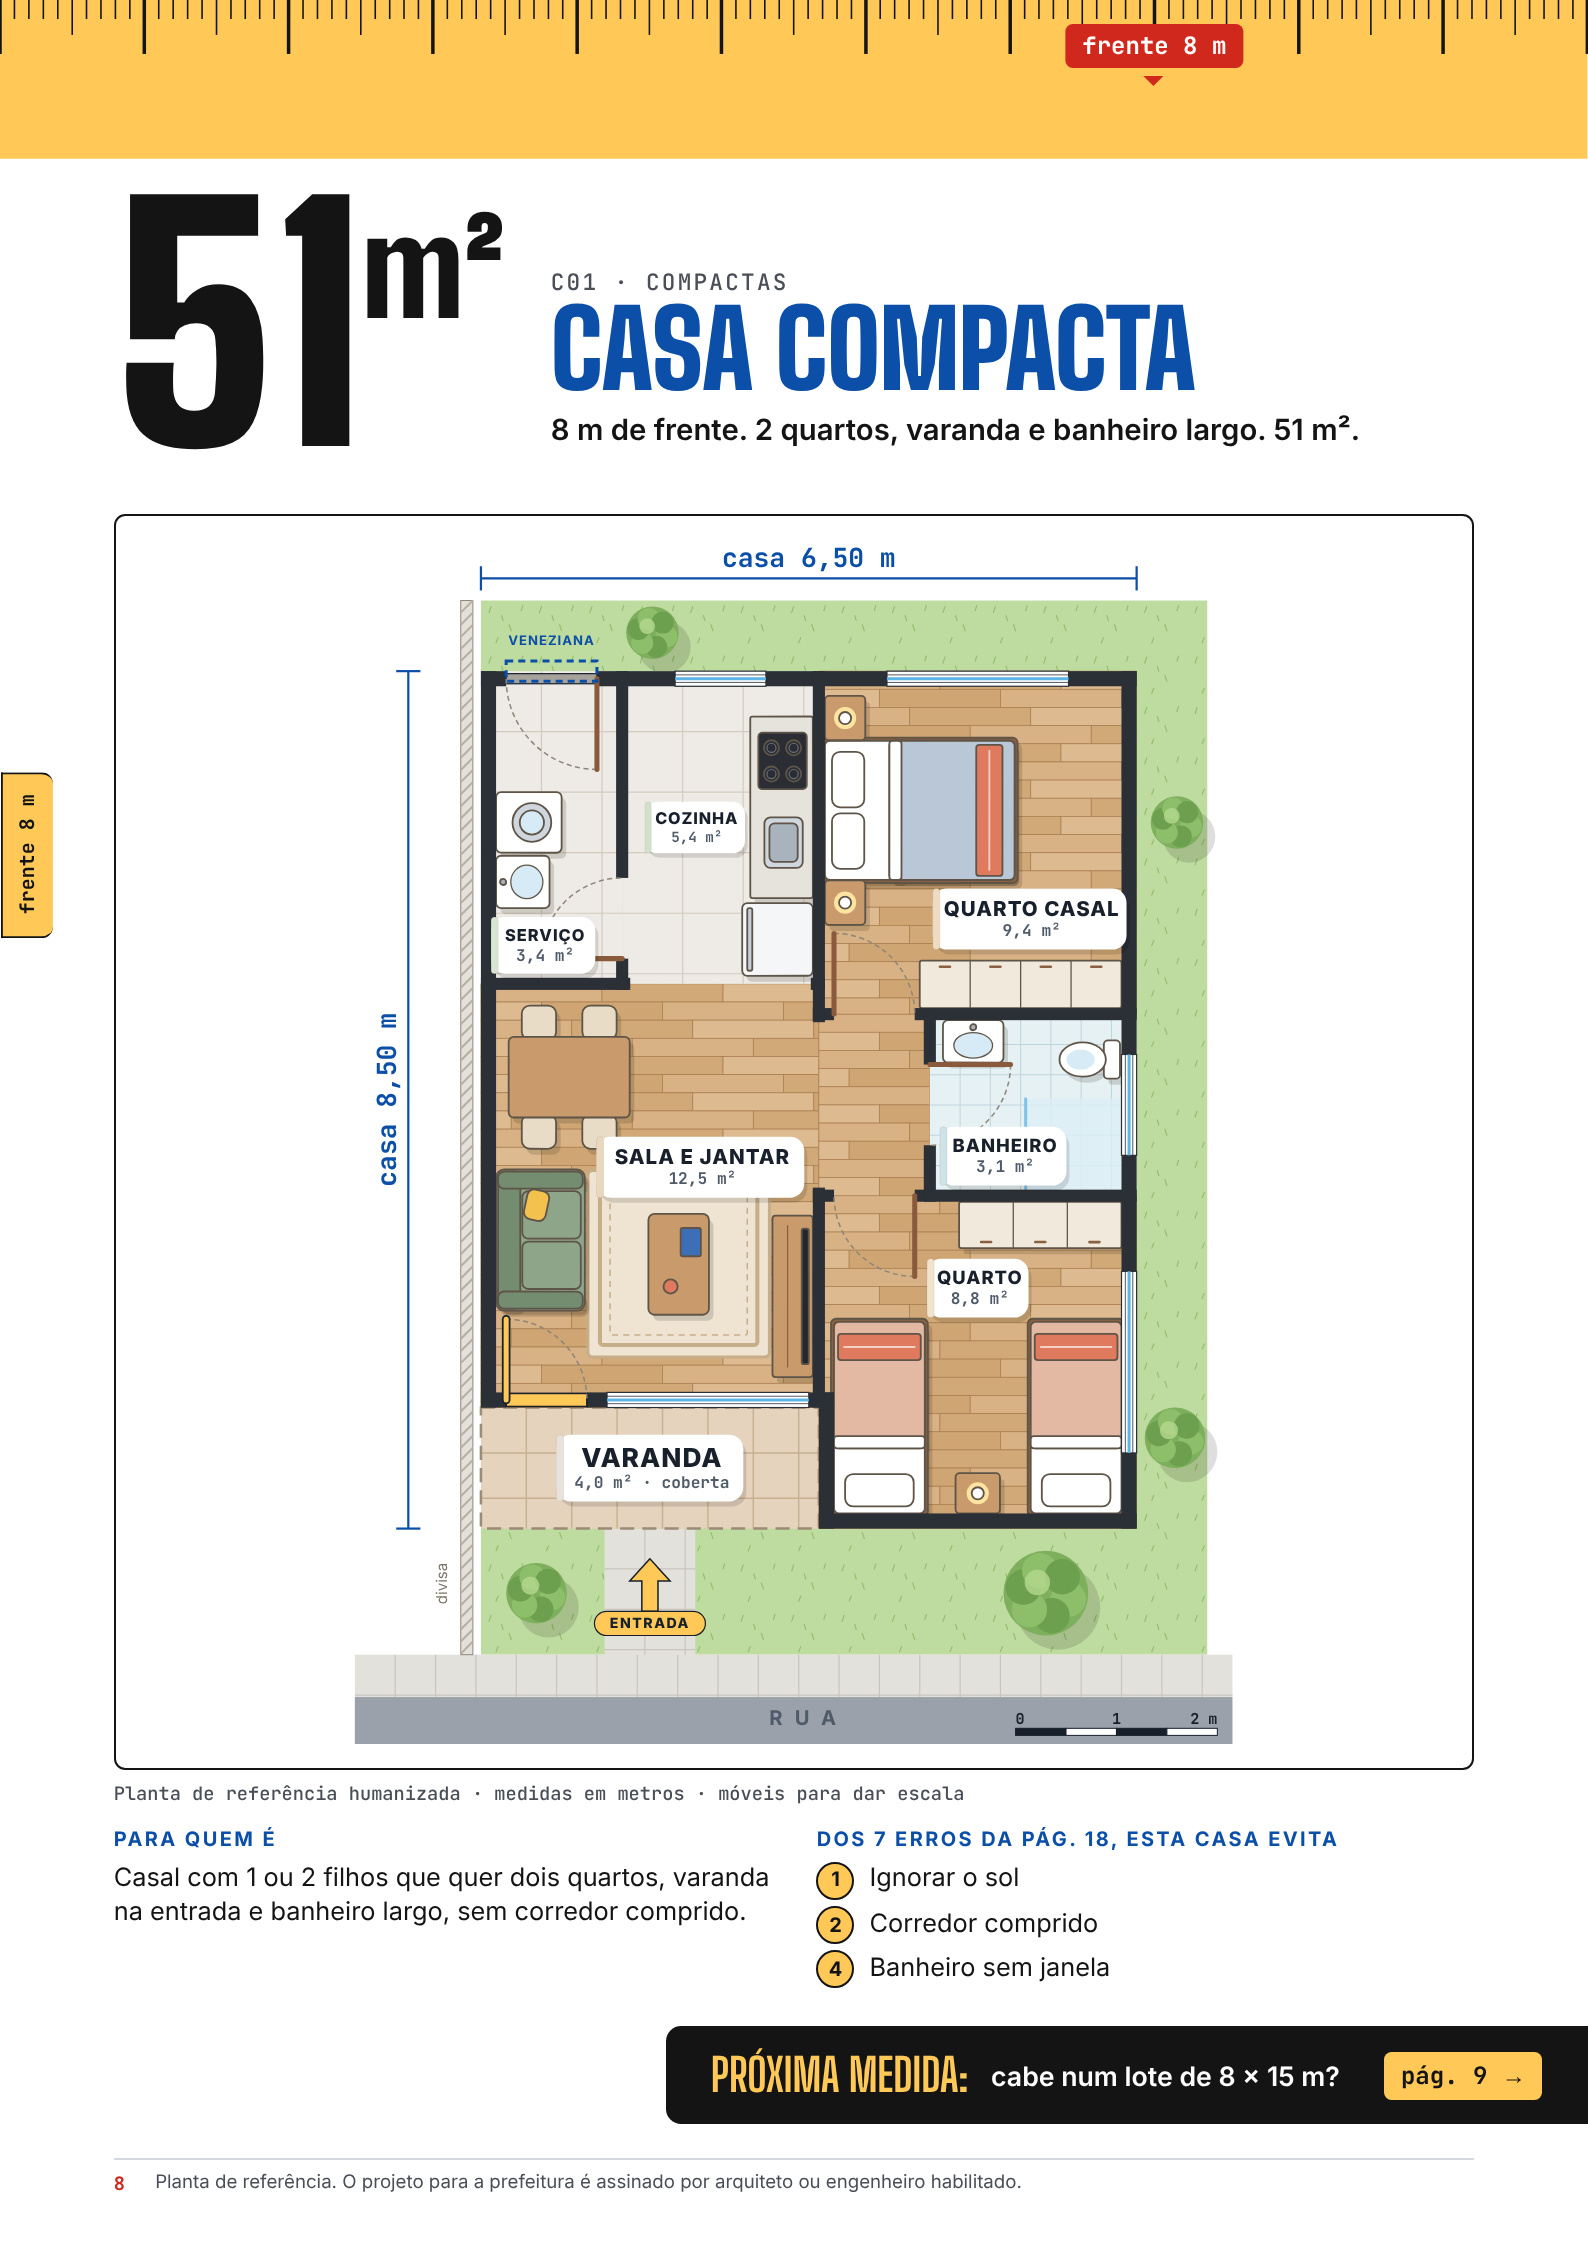 frente 8 m
51 m²
C01 · COMPACTAS
CASA COMPACTA
8 m de frente. 2 quartos, varanda e banheiro largo. 51 m².
frente 8 m
casa 6,50 m
VENEZIANA
COZINHA
5,4 m²
QUARTO CASAL
9,4 m²
SERVIÇO
3,4 m²
casa 8,50 m
BANHEIRO
3,1 m²
SALA E JANTAR
12,5 m²
QUARTO
8,8 m²
VARANDA
4,0 m² · coberta
divisa
ENTRADA
RUA
0 1 2 m
Planta de referência humanizada · medidas em metros · móveis para dar escala
PARA QUEM É
Casal com 1 ou 2 filhos que quer dois quartos, varanda
na entrada e banheiro largo, sem corredor comprido.
DOS 7 ERROS DA PÁG. 18, ESTA CASA EVITA
1 Ignorar o sol
2 Corredor comprido
4 Banheiro sem janela
PRÓXIMA MEDIDA: cabe num lote de 8 × 15 m? pág. 9 →
8 Planta de referência. O projeto para a prefeitura é assinado por arquiteto ou engenheiro habilitado.